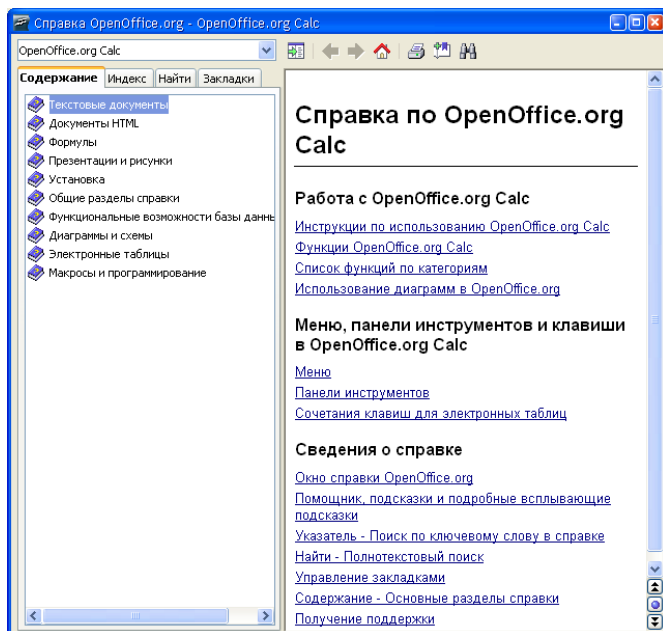 Справка OpenOffice.org - OpenOffice.org Calc
OpenOffice.org Calc
Содержание Индекс Найти Закладки
Текстовые документы
Документы HTML
Формулы
Презентации и рисунки
Установка
Общие разделы справки
Функциональные возможности базы данн
Диаграммы и схемы
Электронные таблицы
Макросы и программирование
Справка по OpenOffice.org
Calc
Работа с OpenOffice.org Calc
Инструкции по использованию OpenOffice.org Calc
Функции OpenOffice.org Calc
Список функций по категориям
Использование диаграмм в OpenOffice.org
Меню, панели инструментов и клавиши
в OpenOffice.org Calc
Меню
Панели инструментов
Сочетания клавиш для электронных таблиц
Сведения о справке
Окно справки OpenOffice.org
Помощник, подсказки и подробные всплывающие
подсказки
Указатель - Поиск по ключевому слову в справке
Найти - Полнотекстовый поиск
Управление закладками
Содержание - Основные разделы справки
Получение поддержки